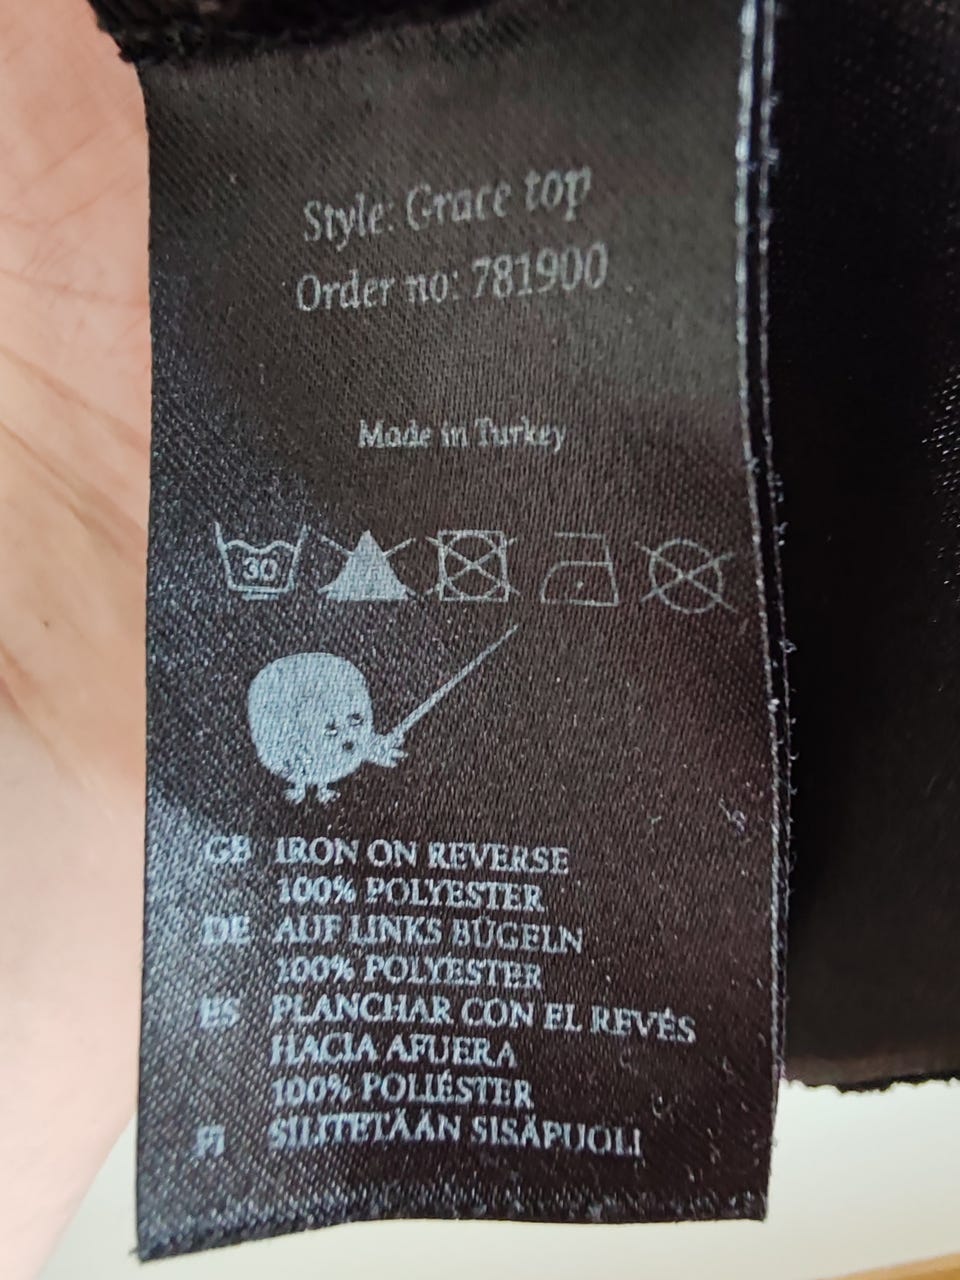 Style: Grace top
Order no: 781900
Made in Turkey
30
GB IRON ON REVERSE
100% POLYESTER
DE AUF LINKS BÜGELN
100% POLYESTER
ES PLANCHAR CON EL REVÉS
HACIA AFUERA
100% POLIÉSTER
FI SILITETÄÄN SISÄPUOLI